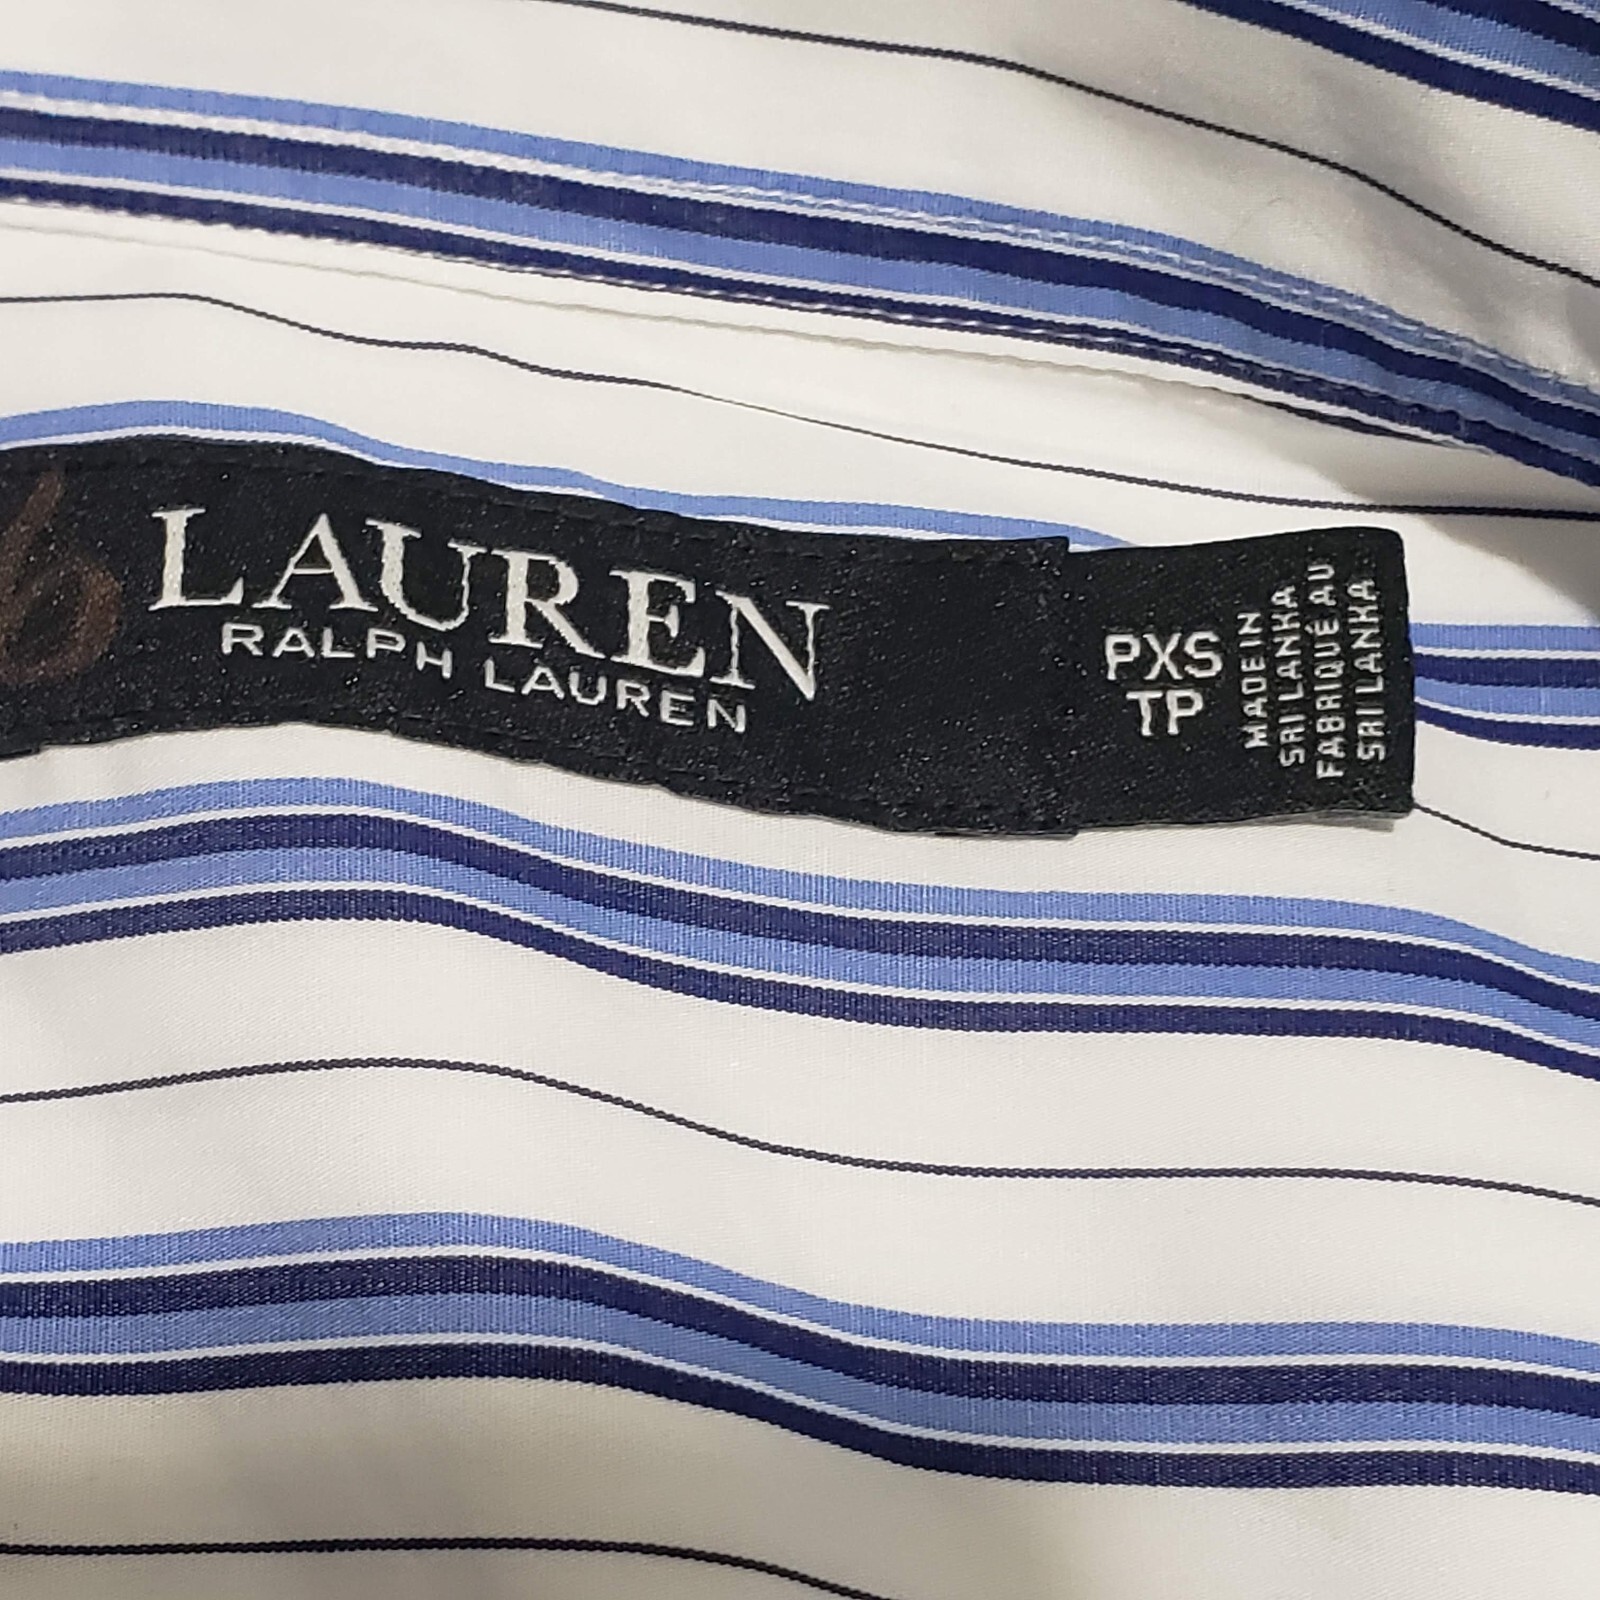 LAUREN
RALPH LAUREN
PXS
TP
MADE IN
SRI LANKA
FABRIQUÉ AU
SRI LANKA